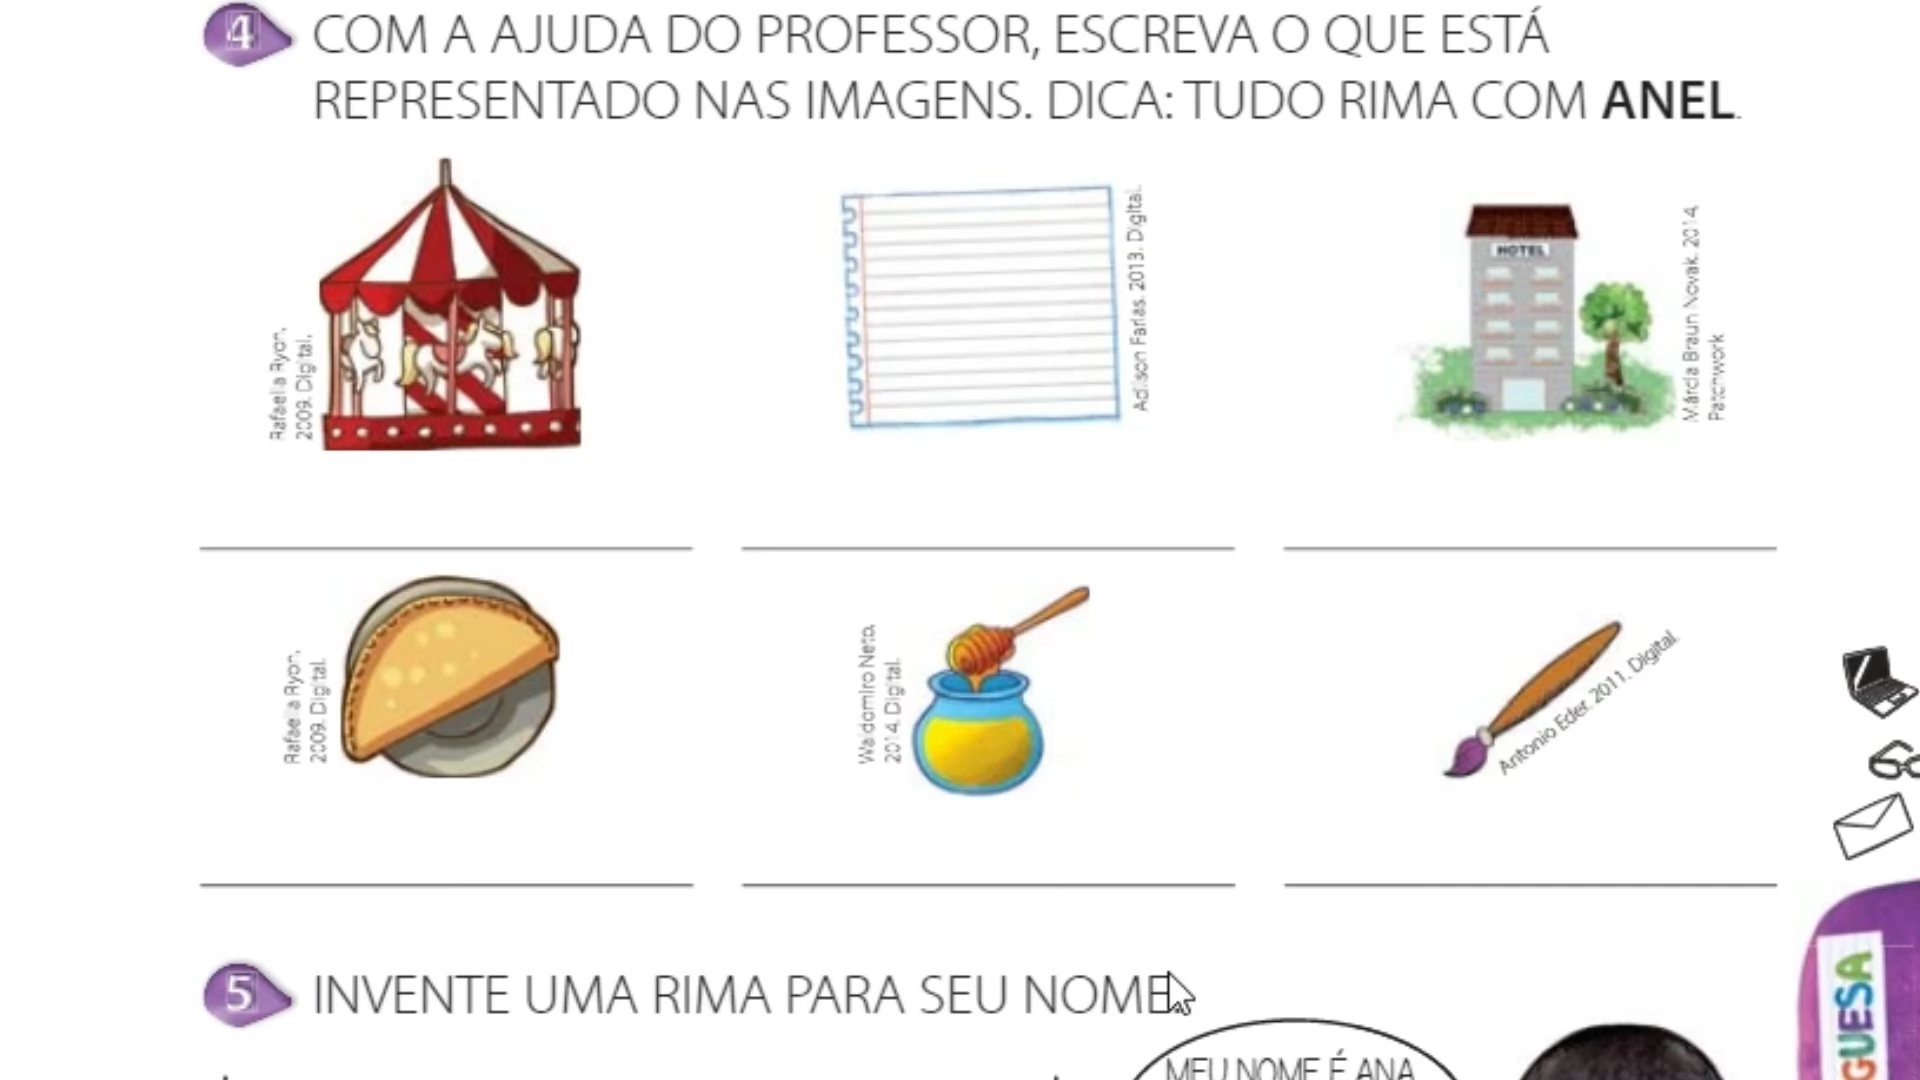 4 COM A AJUDA DO PROFESSOR, ESCREVA O QUE ESTÁ
REPRESENTADO NAS IMAGENS. DICA: TUDO RIMA COM ANEL.
Rafaella Ryon.
2009. Digital.
Adilson Farias. 2013. Digital.
HOTEL
Márcia Braun Novak. 2014.
Patchwork
Rafaella Ryon.
2009. Digital.
Waldomiro Neto.
2014. Digital.
Antonio Eder. 2011. Digital.
5 INVENTE UMA RIMA PARA SEU NOME
MEU NOME É ANA
GUESA